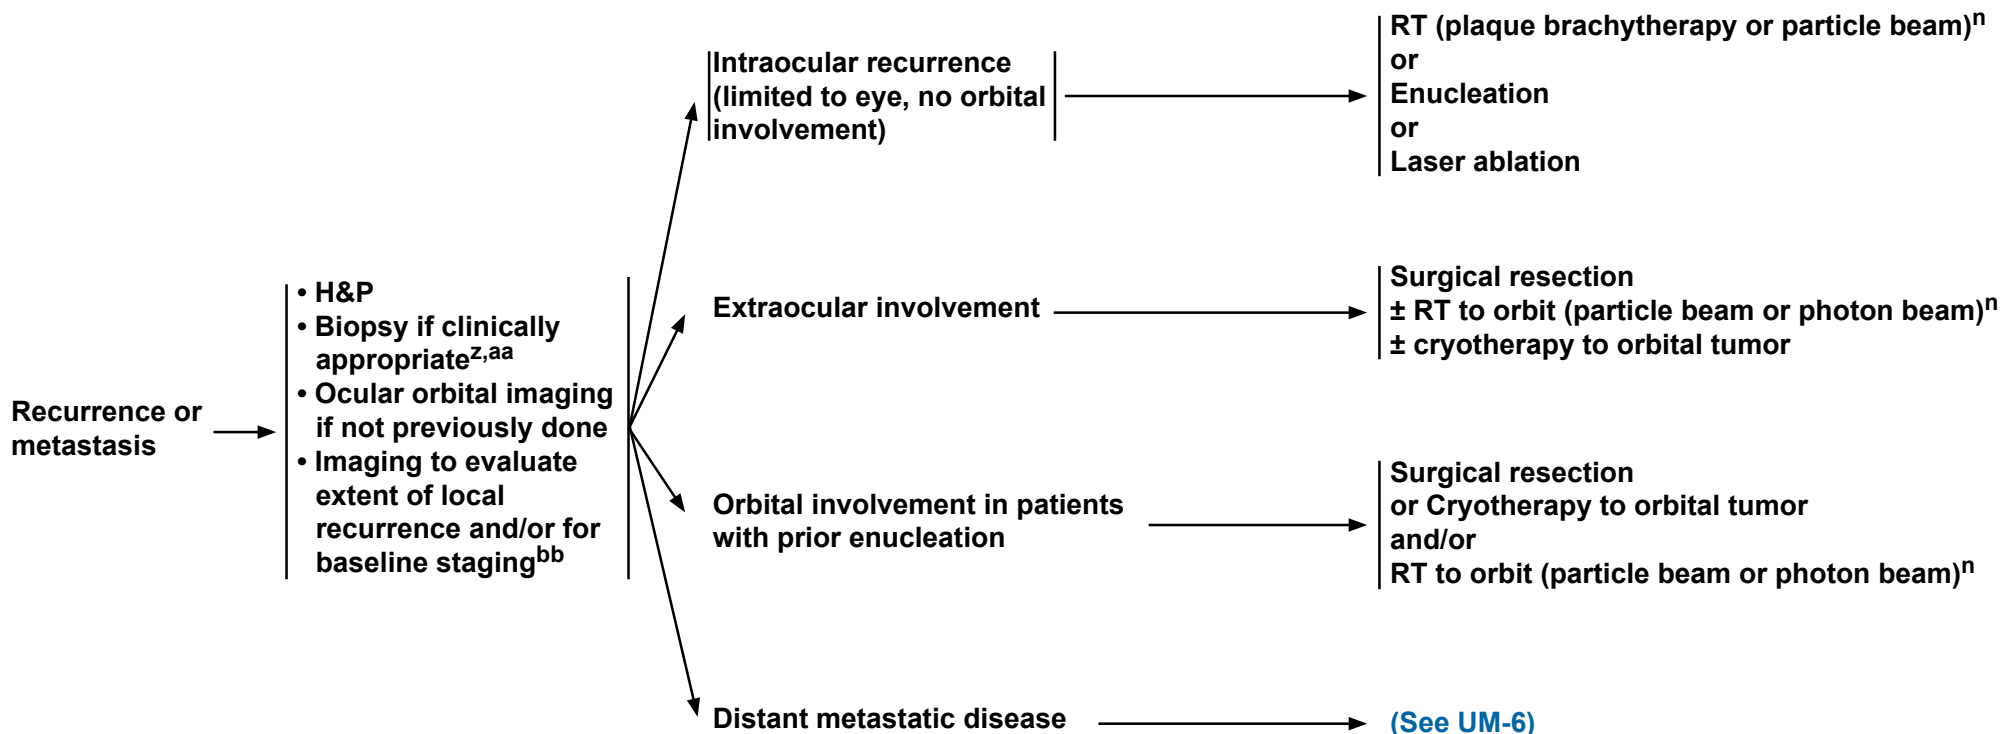 Recurrence or
metastasis
• H&P
• Biopsy if clinically
appropriate^z,aa
• Ocular orbital imaging
if not previously done
• Imaging to evaluate
extent of local
recurrence and/or for
baseline staging^bb
Intraocular recurrence
(limited to eye, no orbital
involvement)
RT (plaque brachytherapy or particle beam)^n
or
Enucleation
or
Laser ablation
Extraocular involvement
Surgical resection
± RT to orbit (particle beam or photon beam)^n
± cryotherapy to orbital tumor
Orbital involvement in patients
with prior enucleation
Surgical resection
or Cryotherapy to orbital tumor
and/or
RT to orbit (particle beam or photon beam)^n
Distant metastatic disease
(See UM-6)